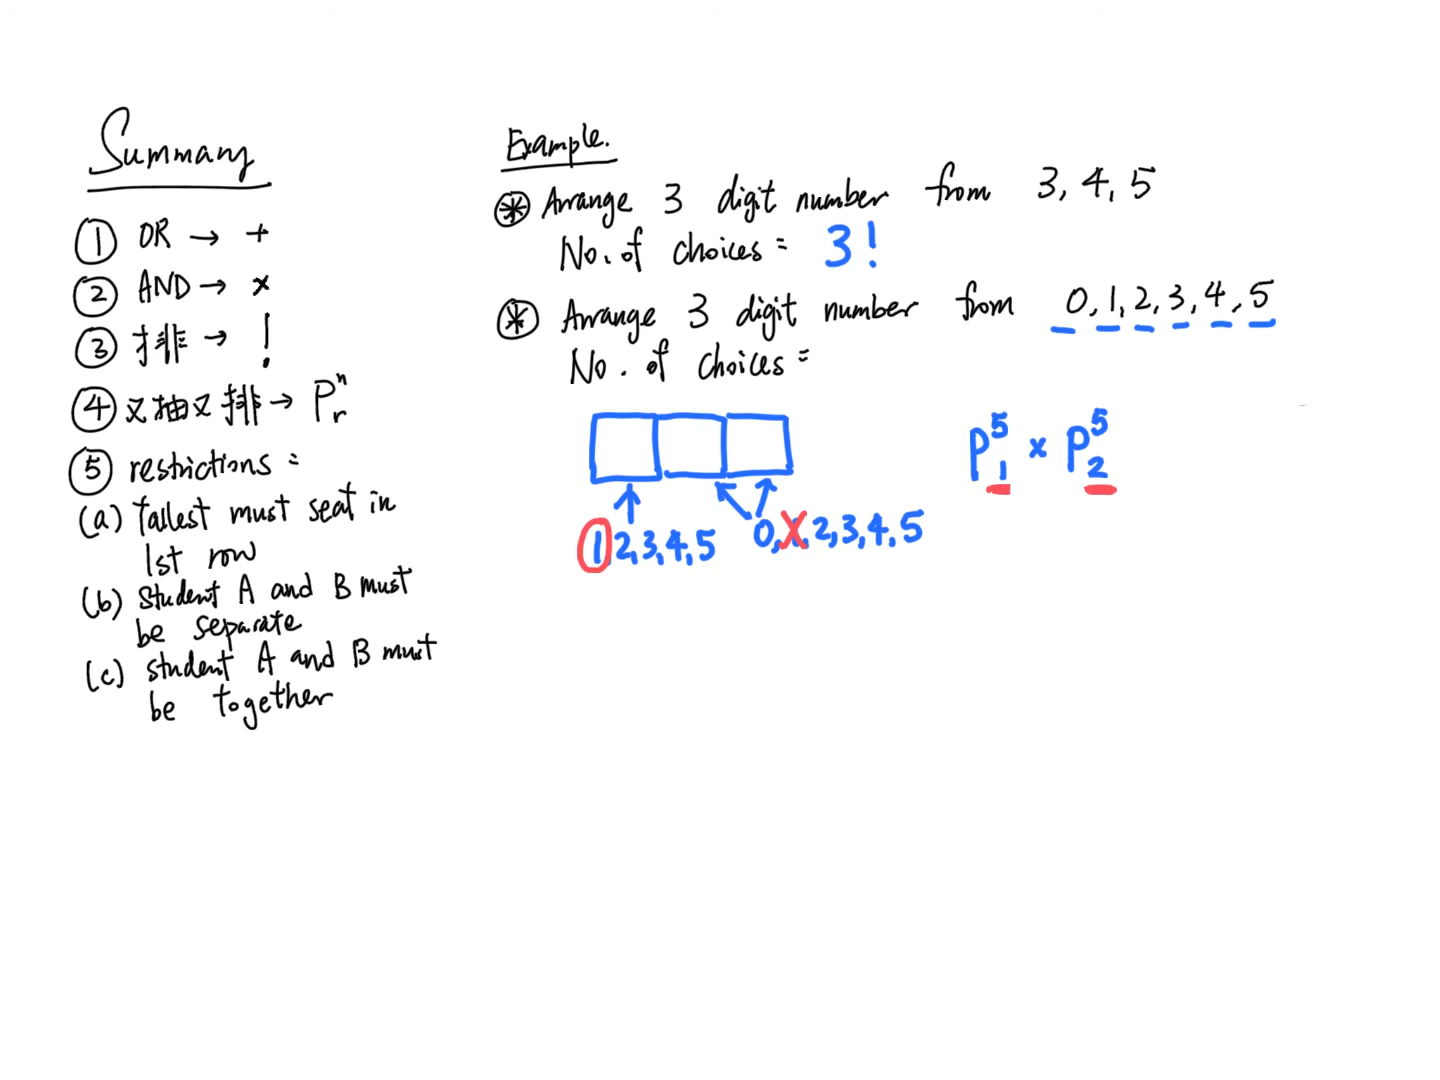 Summary
① OR → +
② AND → ×
③ 排 → !
④ 又抽又排 → Pⁿᵣ
⑤ restrictions =
(a) tallest must seat in
1st row
(b) student A and B must
be separate
(c) student A and B must
be together
Example.
⊛ Arrange 3 digit number from 3, 4, 5
No. of choices = 3!
⊛ Arrange 3 digit number from 0, 1, 2, 3, 4, 5
No. of choices =
P⁵₁ × P⁵₂
1, 2, 3, 4, 5 0, 1, 2, 3, 4, 5